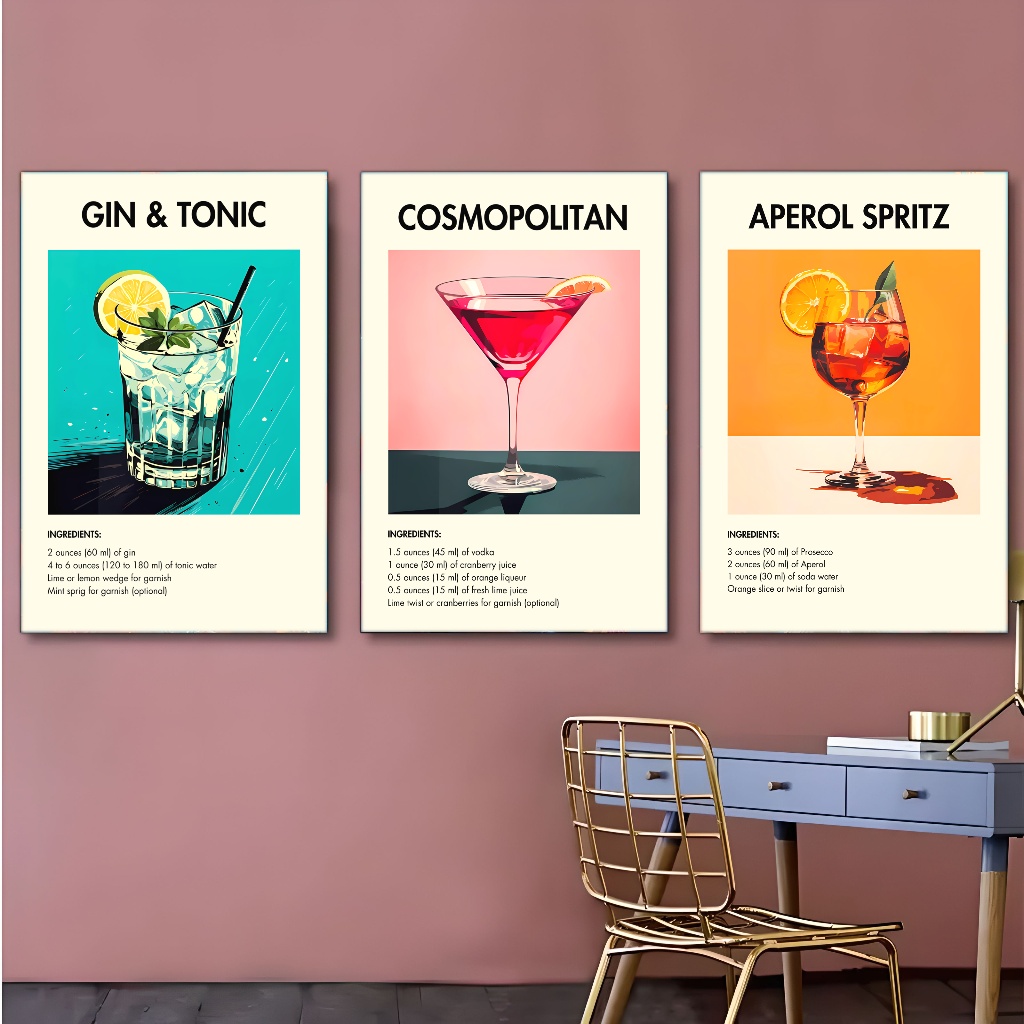 GIN & TONIC
INGREDIENTS:
2 ounces (60 ml) of gin
4 to 6 ounces (120 to 180 ml) of tonic water
Lime or lemon wedge for garnish
Mint sprig for garnish (optional)
COSMOPOLITAN
INGREDIENTS:
1.5 ounces (45 ml) of vodka
1 ounce (30 ml) of cranberry juice
0.5 ounces (15 ml) of orange liqueur
0.5 ounces (15 ml) of fresh lime juice
Lime twist or cranberries for garnish (optional)
APEROL SPRITZ
INGREDIENTS:
3 ounces (90 ml) of Prosecco
2 ounces (60 ml) of Aperol
1 ounce (30 ml) of soda water
Orange slice or twist for garnish